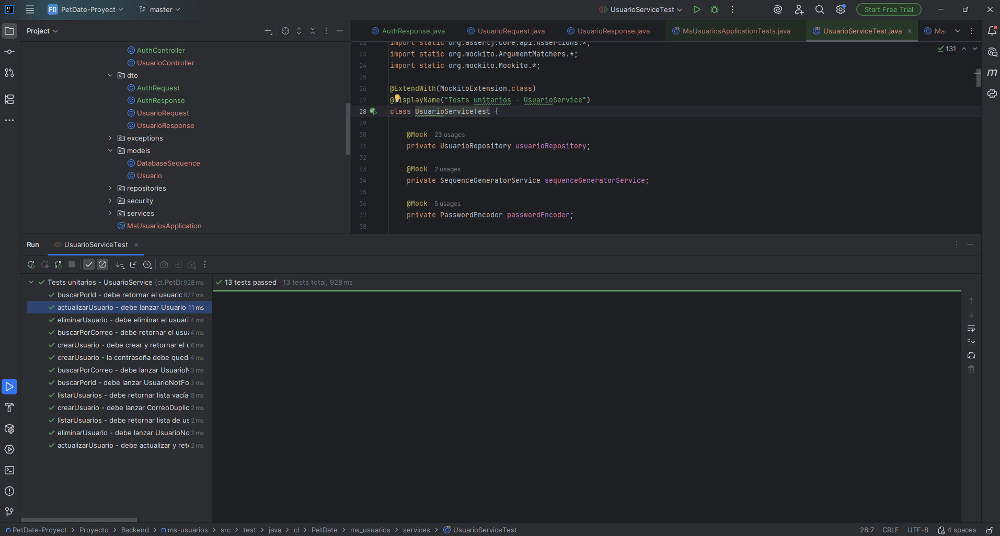 PD PetDate-Proyect master UsuarioServiceTest Start Free Trial
Project
AuthController
UsuarioController
dto
AuthRequest
AuthResponse
UsuarioRequest
UsuarioResponse
exceptions
models
DatabaseSequence
Usuario
repositories
security
services
MsUsuariosApplication
AuthResponse.java UsuarioRequest.java UsuarioResponse.java MsUsuariosApplicationTests.java UsuarioServiceTest.java Mas
131
22 import static org.assertj.core.api.Assertions.*;
23 import static org.mockito.ArgumentMatchers.*;
24 import static org.mockito.Mockito.*;
25
26 @ExtendWith(MockitoExtension.class)
27 @DisplayName("Tests unitarios - UsuarioService")
28 class UsuarioServiceTest {
29
30 @Mock 23 usages
31 private UsuarioRepository usuarioRepository;
32
33 @Mock 2 usages
34 private SequenceGeneratorService sequenceGeneratorService;
35
36 @Mock 5 usages
37 private PasswordEncoder passwordEncoder;
38
Run UsuarioServiceTest
Tests unitarios - UsuarioService (cl.PetDa 928 ms
buscarPorId - debe retornar el usuario 877 ms
actualizarUsuario - debe lanzar Usuario 11 ms
eliminarUsuario - debe eliminar el usuari 4 ms
buscarPorCorreo - debe retornar el usua 4 ms
crearUsuario - debe crear y retornar el u 6 ms
crearUsuario - la contraseña debe qued 4 ms
buscarPorCorreo - debe lanzar UsuarioN 3 ms
buscarPorId - debe lanzar UsuarioNotFo 3 ms
listarUsuarios - debe retornar lista vacía 8 ms
crearUsuario - debe lanzar CorreoDuplic 2 ms
listarUsuarios - debe retornar lista de us 2 ms
eliminarUsuario - debe lanzar UsuarioNo 2 ms
actualizarUsuario - debe actualizar y reto 2 ms
13 tests passed 13 tests total, 928 ms
PetDate-Proyect > Proyecto > Backend > ms-usuarios > src > test > java > cl > PetDate > ms_usuarios > services > UsuarioServiceTest
28:7 CRLF UTF-8 4 spaces